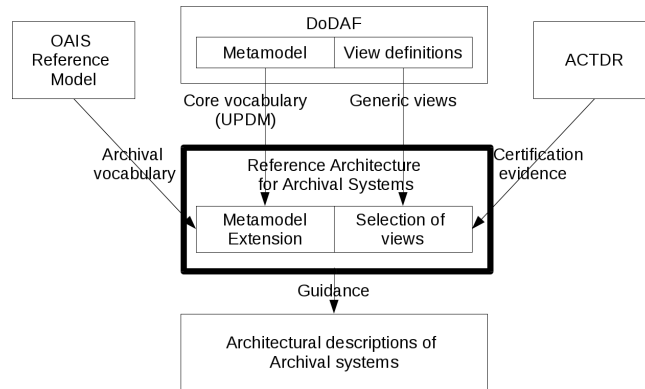 OAIS
Reference
Model
DoDAF
Metamodel
View definitions
ACTDR
Core vocabulary
(UPDM)
Generic views
Archival
vocabulary
Certification
evidence
Reference Architecture
for Archival Systems
Metamodel
Extension
Selection of
views
Guidance
Architectural descriptions of
Archival systems